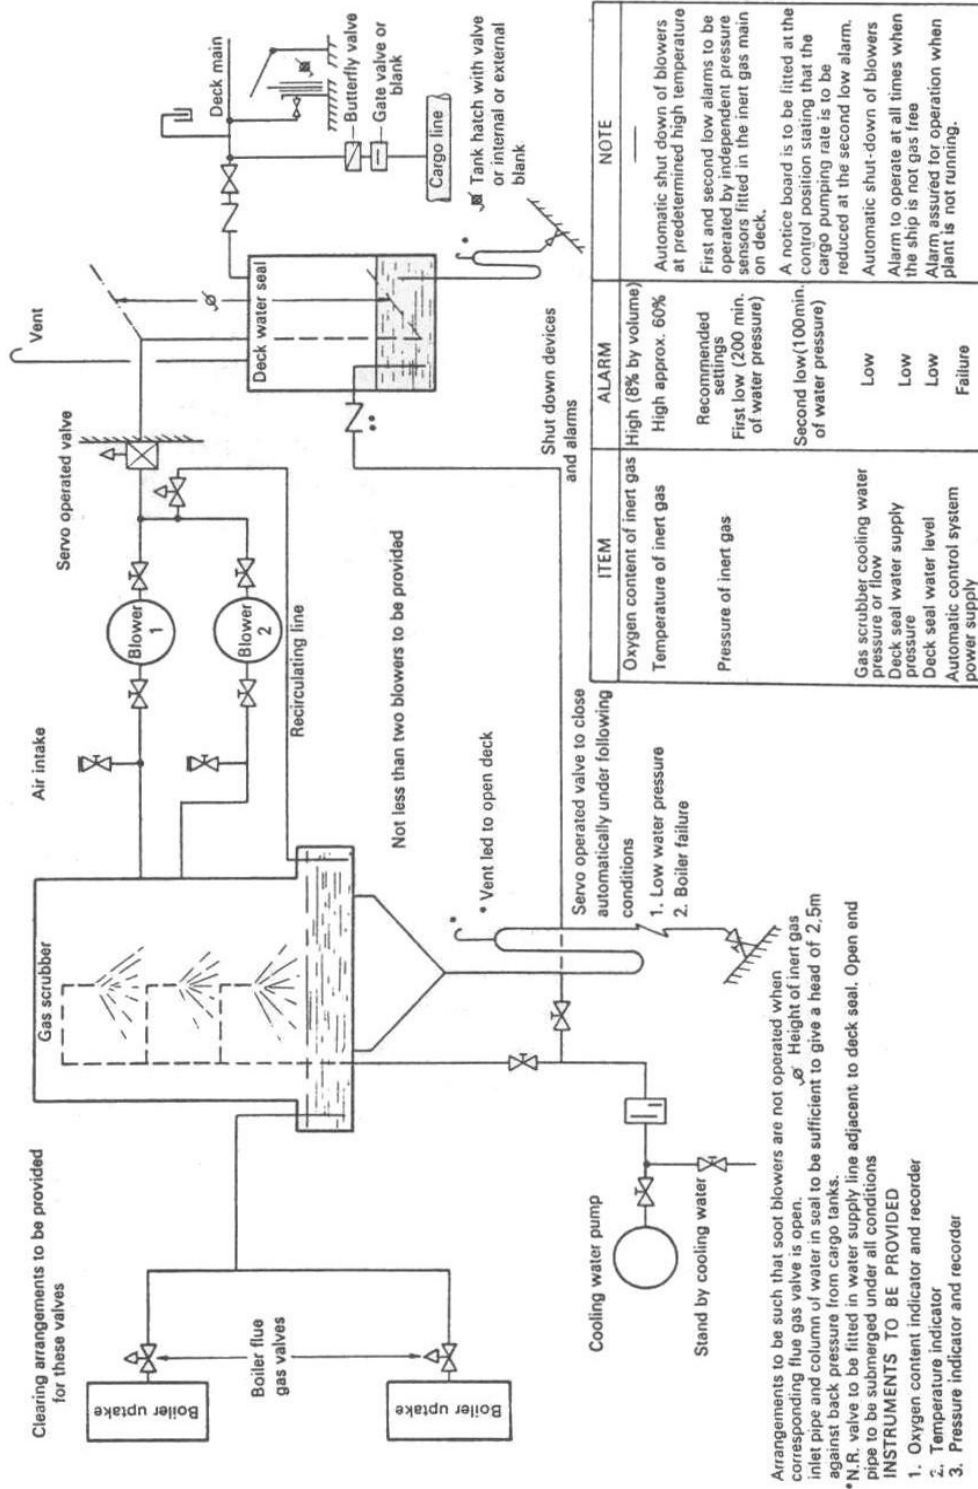 Clearing arrangements to be provided
for these valves
Boiler uptake
Boiler uptake
Boiler flue
gas valves
Gas scrubber
Air intake
Blower
1
Blower
2
Recirculating line
Not less than two blowers to be provided
Servo operated valve
Vent
Deck water seal
Deck main
Butterfly valve
Gate valve or
blank
Cargo line
Ø Tank hatch with valve
or internal or external
blank
*
**
Shut down devices
and alarms
*
* Vent led to open deck
Servo operated valve to close
automatically under following
conditions
1. Low water pressure
2. Boiler failure
Cooling water pump
Stand by cooling water
Arrangements to be such that soot blowers are not operated when
corresponding flue gas valve is open. Ø Height of inert gas
inlet pipe and column of water in seal to be sufficient to give a head of 2,5m
against back pressure from cargo tanks.
*N.R. valve to be fitted in water supply line adjacent to deck seal. Open end
pipe to be submerged under all conditions
INSTRUMENTS TO BE PROVIDED
1. Oxygen content indicator and recorder
2. Temperature indicator
3. Pressure indicator and recorder
ITEM ALARM NOTE
Oxygen content of inert gas High (8% by volume) —
Temperature of inert gas High approx. 60% Automatic shut down of blowers
at predetermined high temperature
Pressure of inert gas Recommended
settings
First low (200 min.
of water pressure)
First and second low alarms to be
operated by independent pressure
sensors fitted in the inert gas main
on deck.
Second low(100min.
of water pressure)
A notice board is to be fitted at the
control position stating that the
cargo pumping rate is to be
reduced at the second low alarm.
Gas scrubber cooling water
pressure or flow
Low
Automatic shut-down of blowers
Deck seal water supply
pressure
Low
Alarm to operate at all times when
the ship is not gas free
Deck seal water level
Low
Alarm assured for operation when
plant is not running.
Automatic control system
power supply
Failure